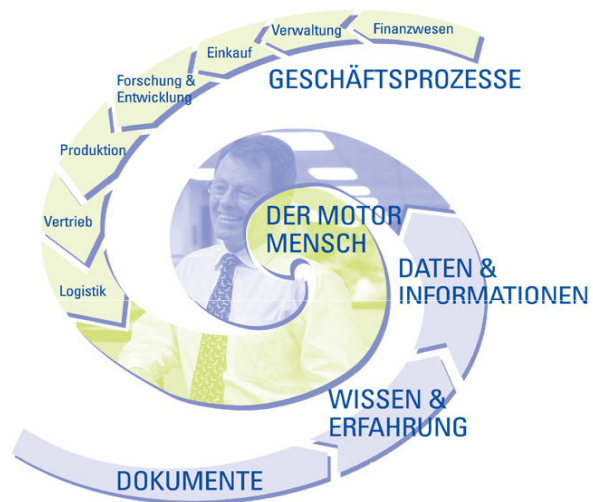 Finanzwesen
Verwaltung
Einkauf
Forschung &
Entwicklung
Produktion
Vertrieb
Logistik
GESCHÄFTSPROZESSE
DER MOTOR
MENSCH
DATEN &
INFORMATIONEN
WISSEN &
ERFAHRUNG
DOKUMENTE